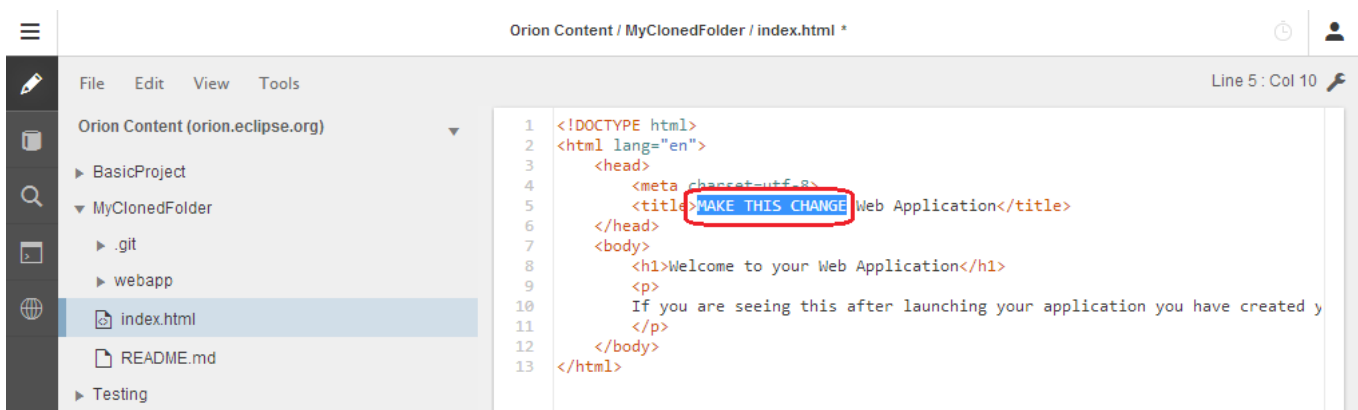 Orion Content / MyClonedFolder / index.html *
File Edit View Tools
Line 5 : Col 10
Orion Content (orion.eclipse.org)
BasicProject
MyClonedFolder
.git
webapp
index.html
README.md
Testing
1 <!DOCTYPE html>
2 <html lang="en">
3 <head>
4 <meta charset=utf-8>
5 <title>MAKE THIS CHANGE Web Application</title>
6 </head>
7 <body>
8 <h1>Welcome to your Web Application</h1>
9 <p>
10 If you are seeing this after launching your application you have created y
11 </p>
12 </body>
13 </html>